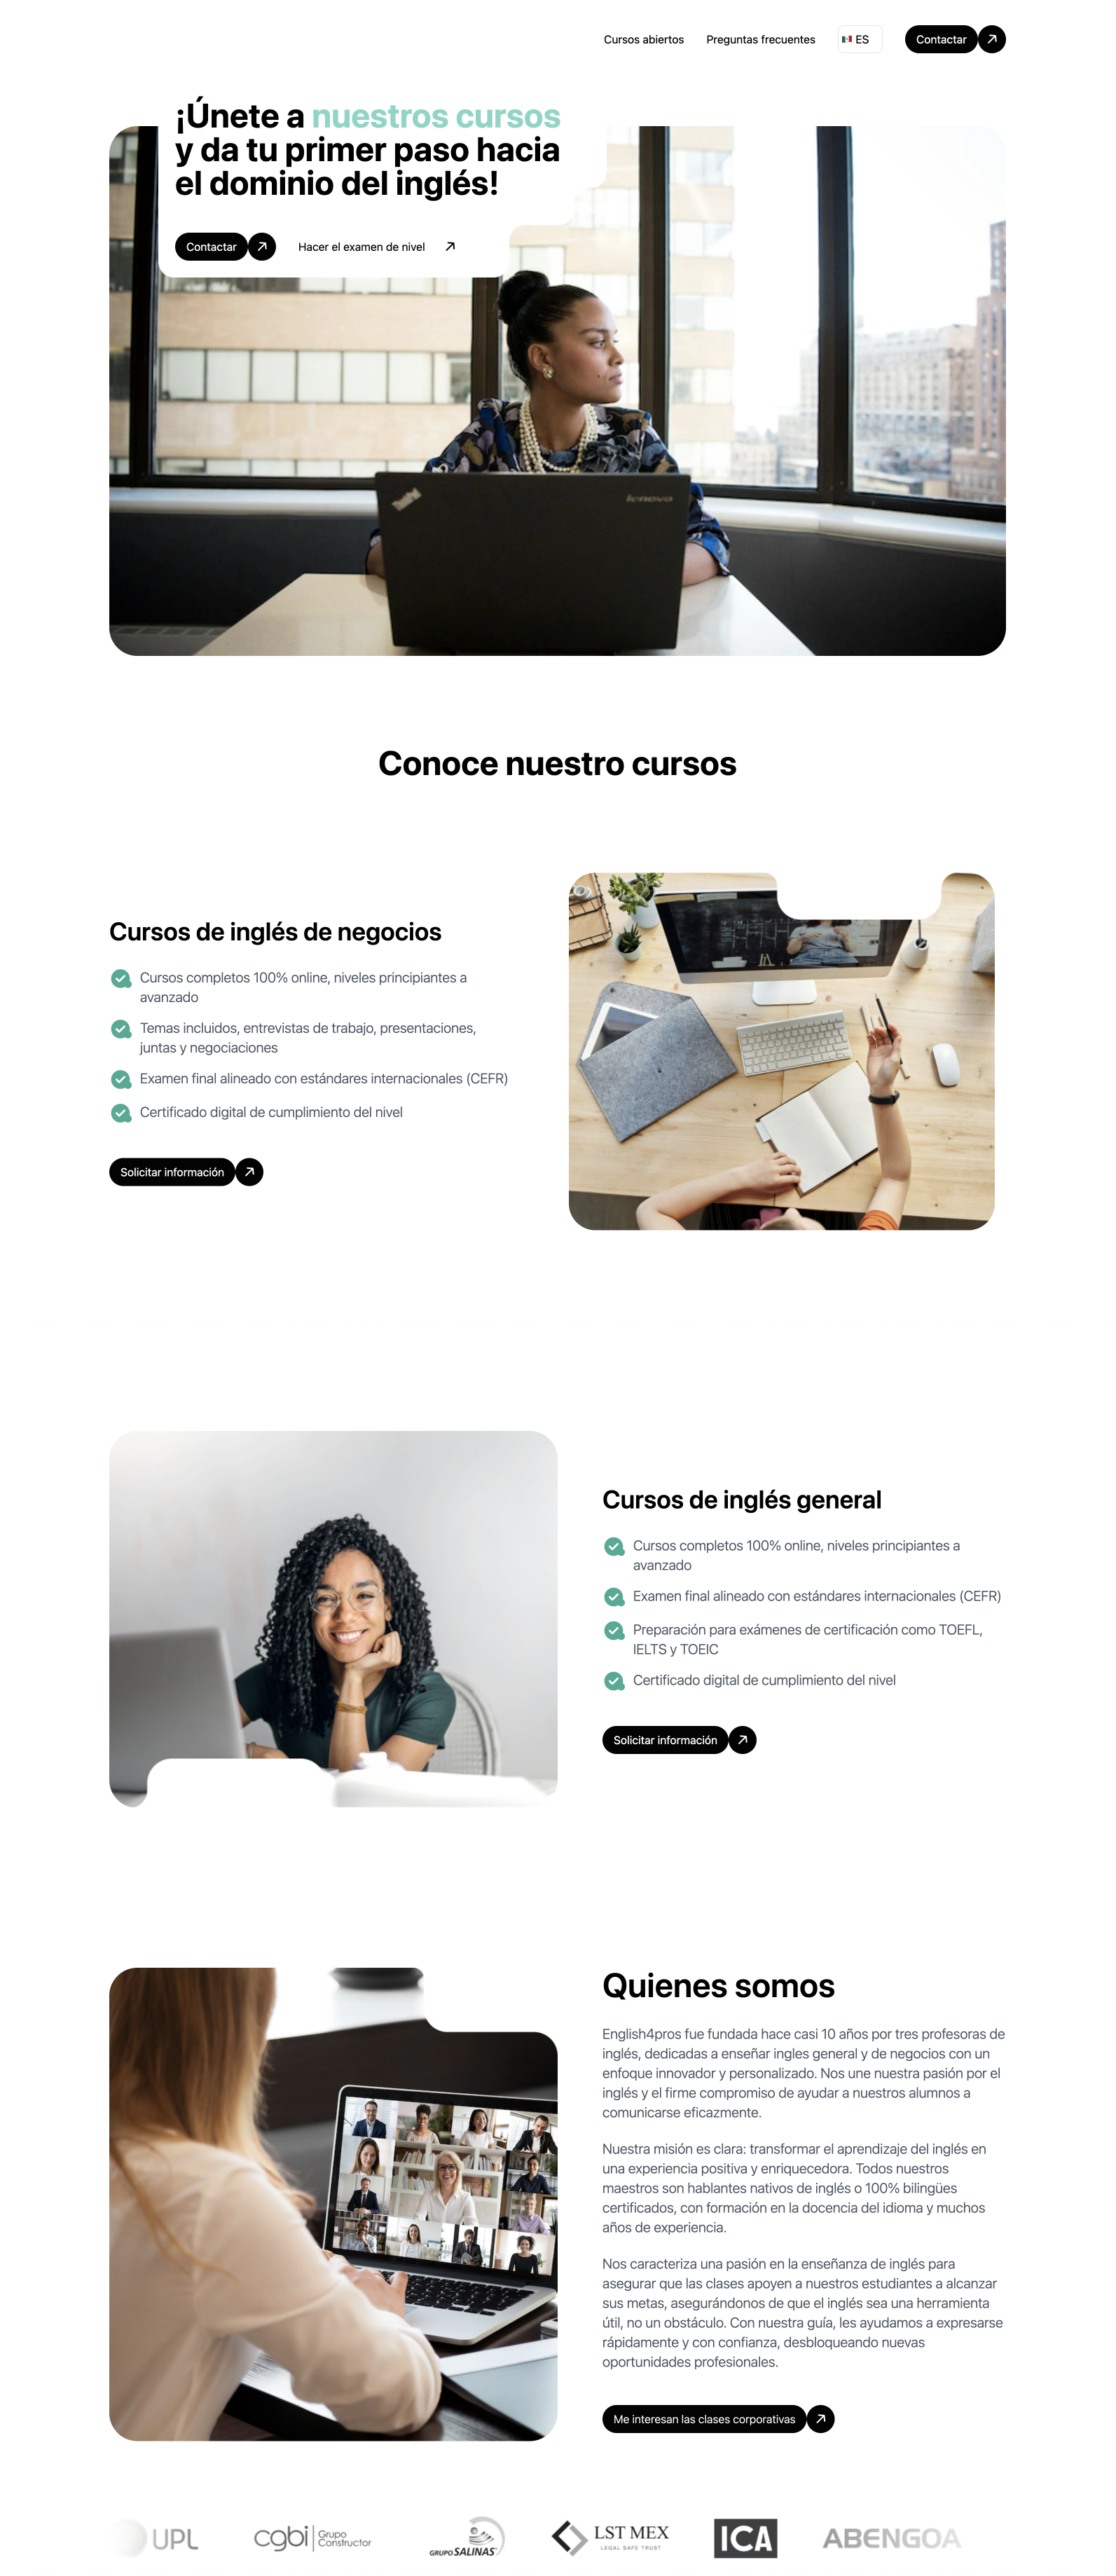 Cursos abiertos
Preguntas frecuentes
ES
Contactar
¡Únete a nuestros cursos
y da tu primer paso hacia
el dominio del inglés!
Contactar
Hacer el examen de nivel
ThinkPad
lenovo
Conoce nuestro cursos
Cursos de inglés de negocios
Cursos completos 100% online, niveles principiantes a
avanzado
Temas incluidos, entrevistas de trabajo, presentaciones,
juntas y negociaciones
Examen final alineado con estándares internacionales (CEFR)
Certificado digital de cumplimiento del nivel
Solicitar información
Cursos de inglés general
Cursos completos 100% online, niveles principiantes a
avanzado
Examen final alineado con estándares internacionales (CEFR)
Preparación para exámenes de certificación como TOEFL,
IELTS y TOEIC
Certificado digital de cumplimiento del nivel
Solicitar información
Quienes somos
English4pros fue fundada hace casi 10 años por tres profesoras de
inglés, dedicadas a enseñar ingles general y de negocios con un
enfoque innovador y personalizado. Nos une nuestra pasión por el
inglés y el firme compromiso de ayudar a nuestros alumnos a
comunicarse eficazmente.
Nuestra misión es clara: transformar el aprendizaje del inglés en
una experiencia positiva y enriquecedora. Todos nuestros
maestros son hablantes nativos de inglés o 100% bilingües
certificados, con formación en la docencia del idioma y muchos
años de experiencia.
Nos caracteriza una pasión en la enseñanza de inglés para
asegurar que las clases apoyen a nuestros estudiantes a alcanzar
sus metas, asegurándonos de que el inglés sea una herramienta
útil, no un obstáculo. Con nuestra guía, les ayudamos a expresarse
rápidamente y con confianza, desbloqueando nuevas
oportunidades profesionales.
Me interesan las clases corporativas
UPL
cgbi Grupo
Constructor
GRUPO SALINAS
LST MEX
LEGAL SAFE TRUST
ICA
ABENGOA